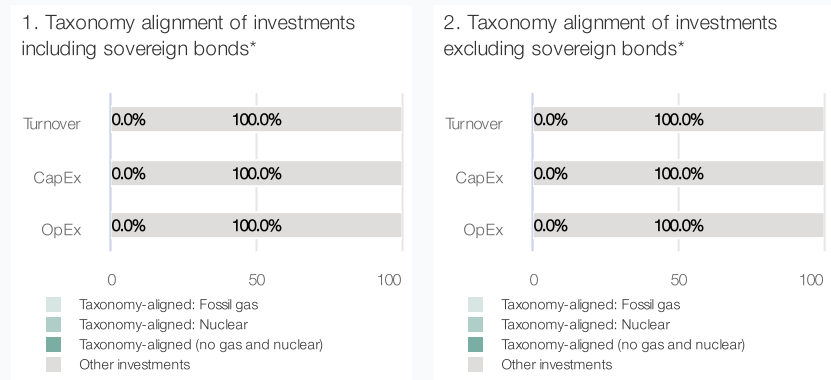 1. Taxonomy alignment of investments
including sovereign bonds*
Turnover 0.0% 100.0%
CapEx 0.0% 100.0%
OpEx 0.0% 100.0%
0 50 100
Taxonomy-aligned: Fossil gas
Taxonomy-aligned: Nuclear
Taxonomy-aligned (no gas and nuclear)
Other investments
2. Taxonomy alignment of investments
excluding sovereign bonds*
Turnover 0.0% 100.0%
CapEx 0.0% 100.0%
OpEx 0.0% 100.0%
0 50 100
Taxonomy-aligned: Fossil gas
Taxonomy-aligned: Nuclear
Taxonomy-aligned (no gas and nuclear)
Other investments